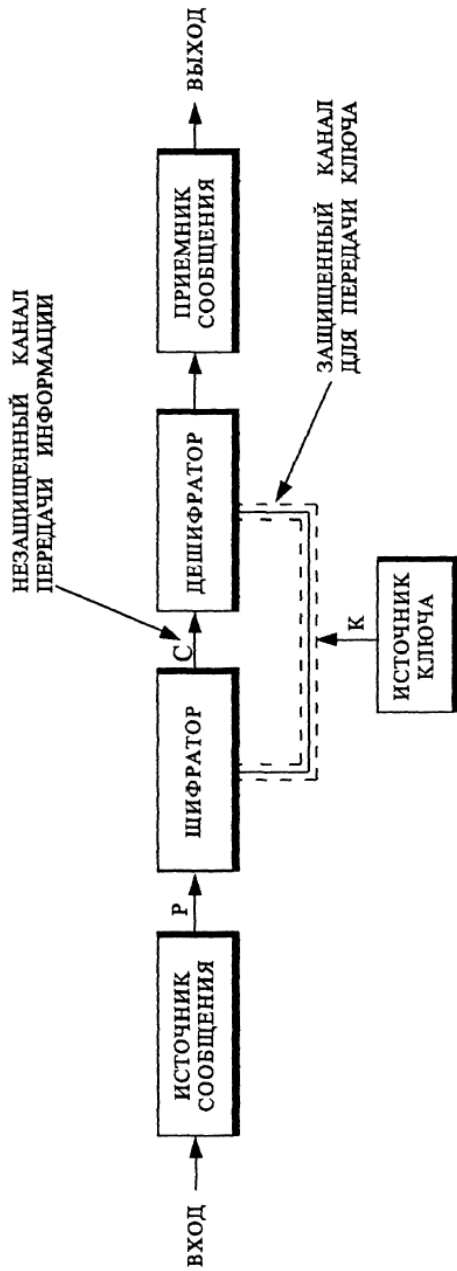 НЕЗАЩИЩЕННЫЙ КАНАЛ
ПЕРЕДАЧИ ИНФОРМАЦИИ
ВХОД
ИСТОЧНИК
СООБЩЕНИЯ
P
ШИФРАТОР
C
ДЕШИФРАТОР
ПРИЕМНИК
СООБЩЕНИЯ
ВЫХОД
K
ИСТОЧНИК
КЛЮЧА
ЗАЩИЩЕННЫЙ КАНАЛ
ДЛЯ ПЕРЕДАЧИ КЛЮЧА